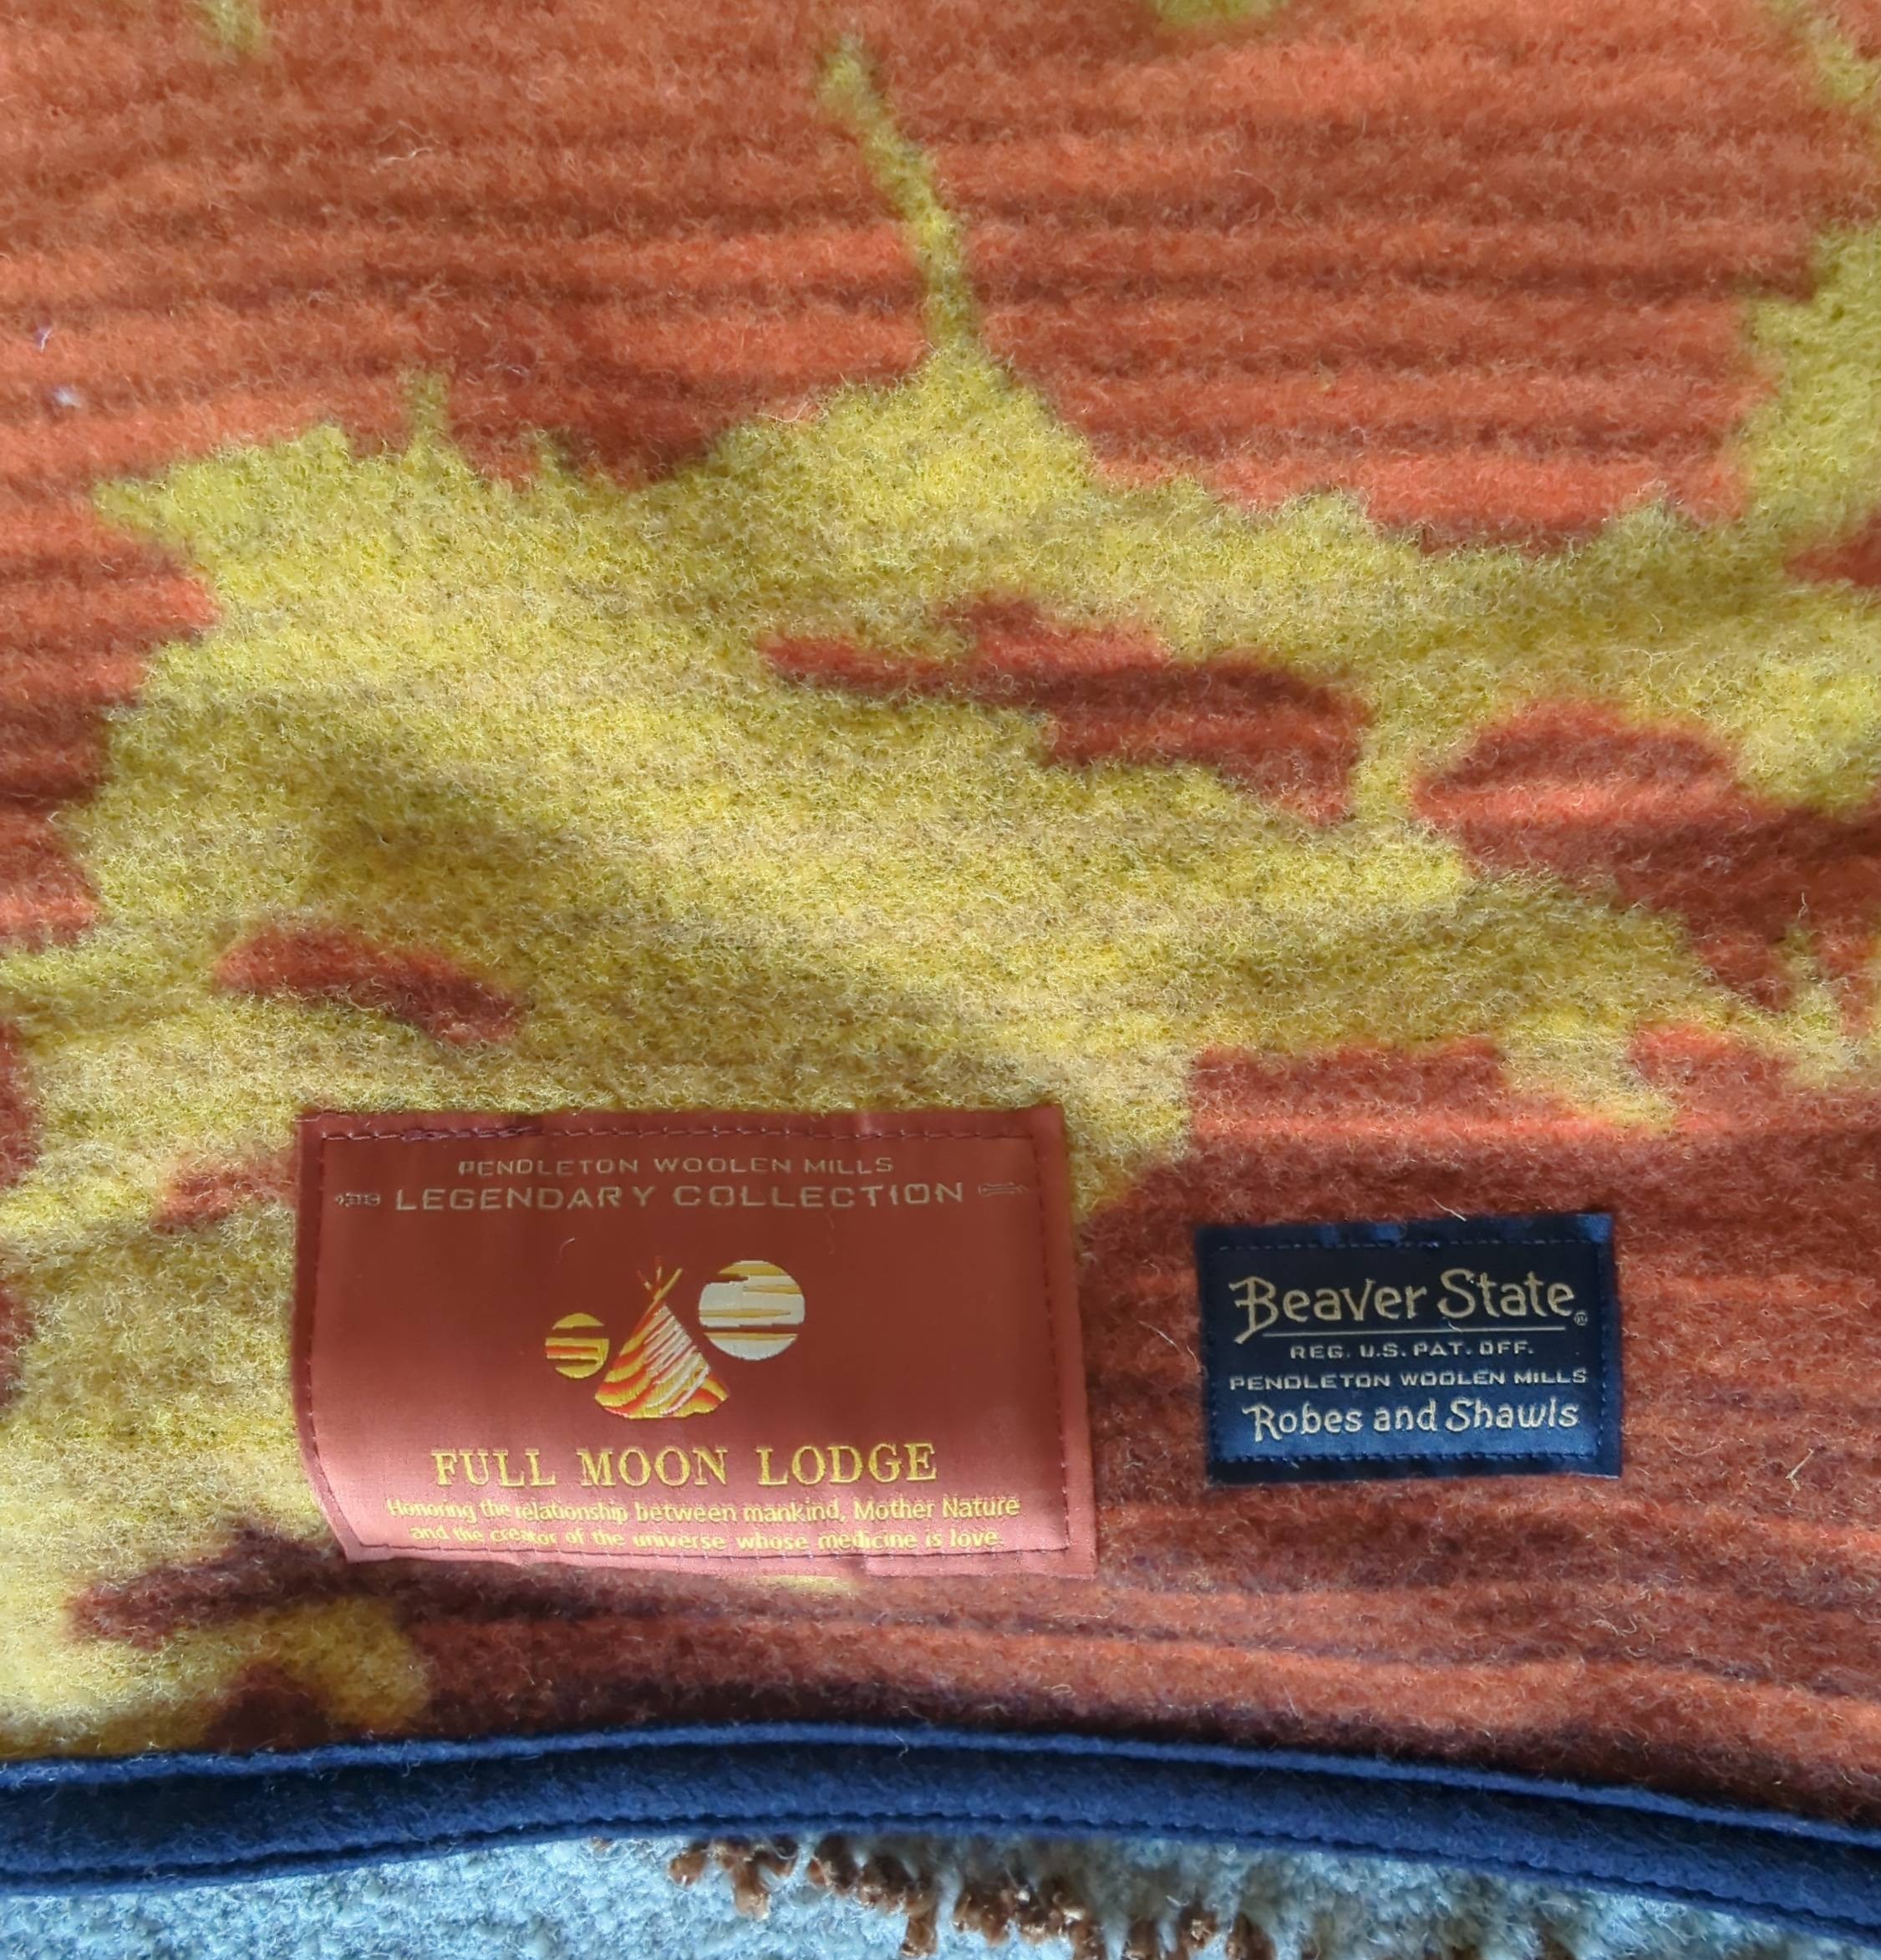 PENDLETON WOOLEN MILLS
LEGENDARY COLLECTION
FULL MOON LODGE
Honoring the relationship between mankind, Mother Nature
and the creator of the universe whose medicine is love.
Beaver State®
REG. U.S. PAT. OFF.
PENDLETON WOOLEN MILLS
Robes and Shawls